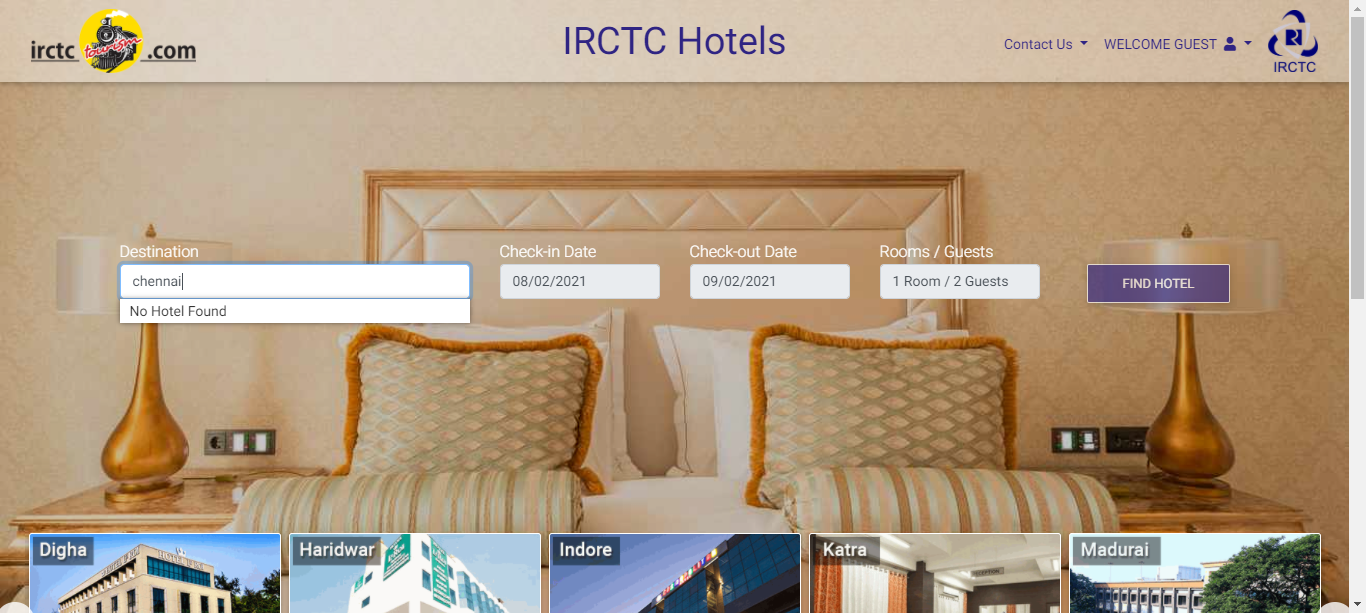 irctc tourism .com
IRCTC Hotels
Contact Us
WELCOME GUEST
IRCTC
Destination
Check-in Date
Check-out Date
Rooms / Guests
chennai
08/02/2021
09/02/2021
1 Room / 2 Guests
FIND HOTEL
No Hotel Found
Digha
Haridwar
Indore
Katra
Madurai
RECEPTION